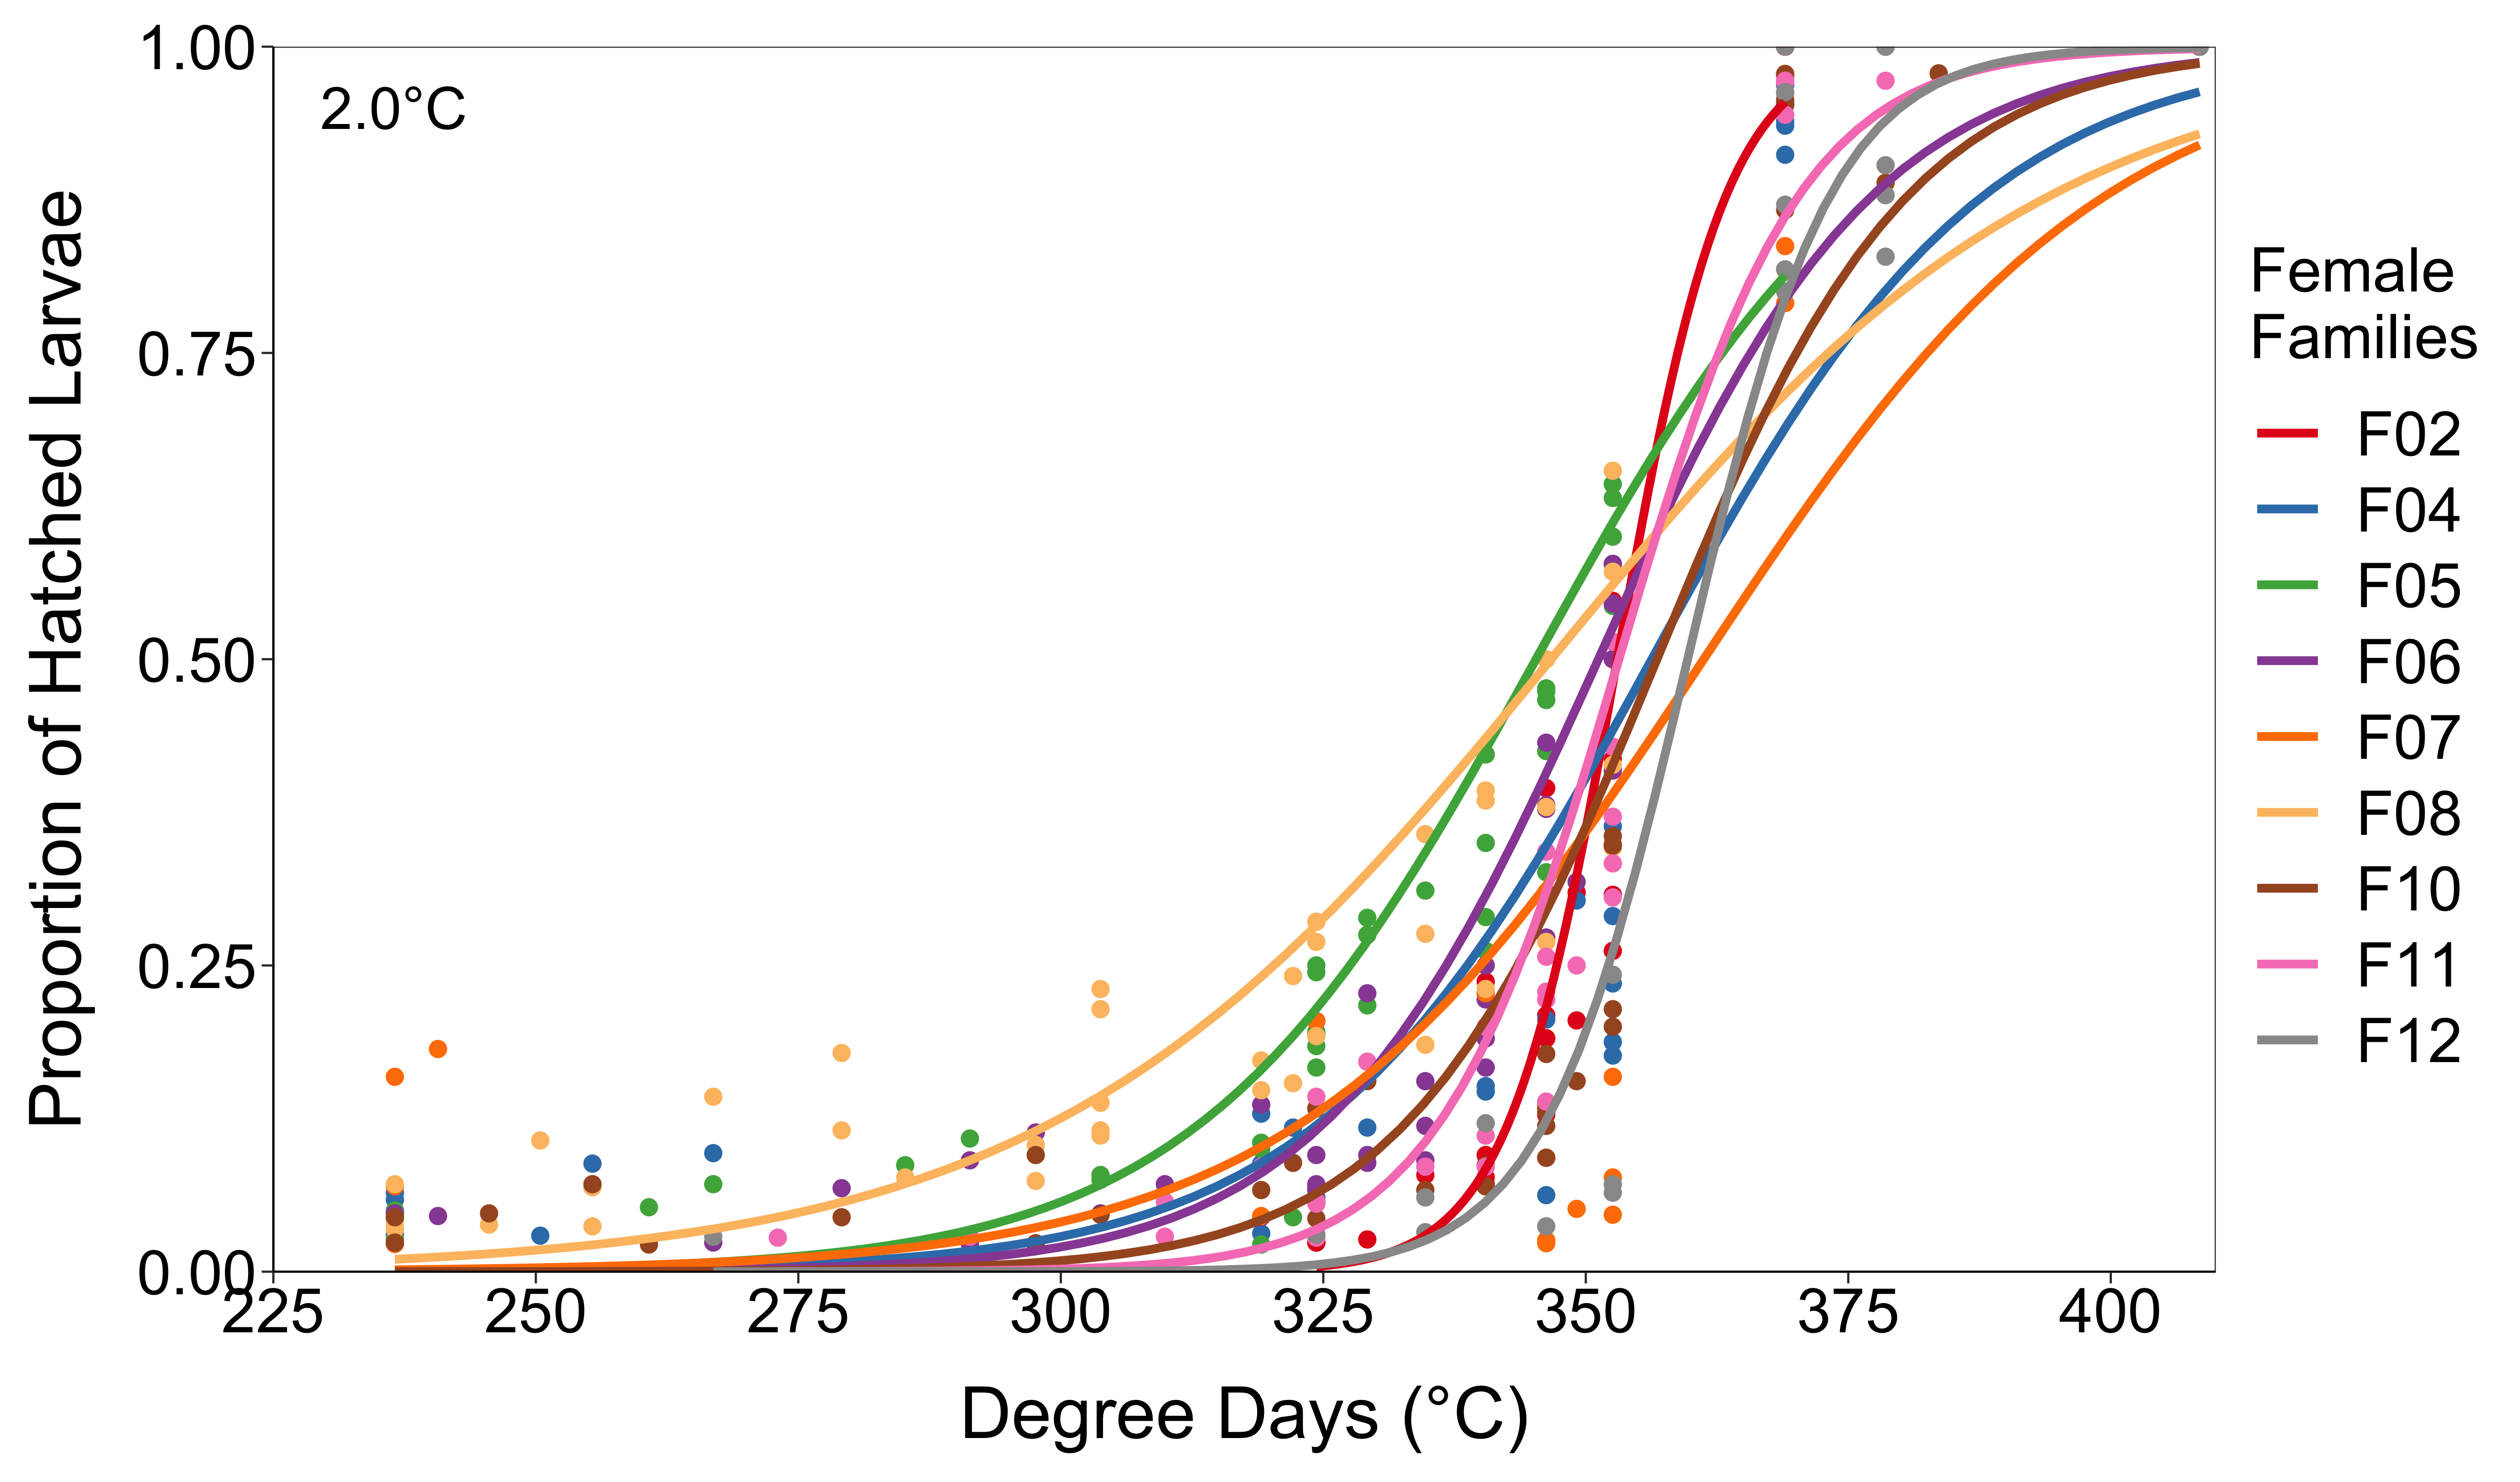 1.00
0.75
0.50
0.25
0.00
Proportion of Hatched Larvae
2.0°C
225 250 275 300 325 350 375 400
Degree Days (°C)
Female
Families
F02
F04
F05
F06
F07
F08
F10
F11
F12